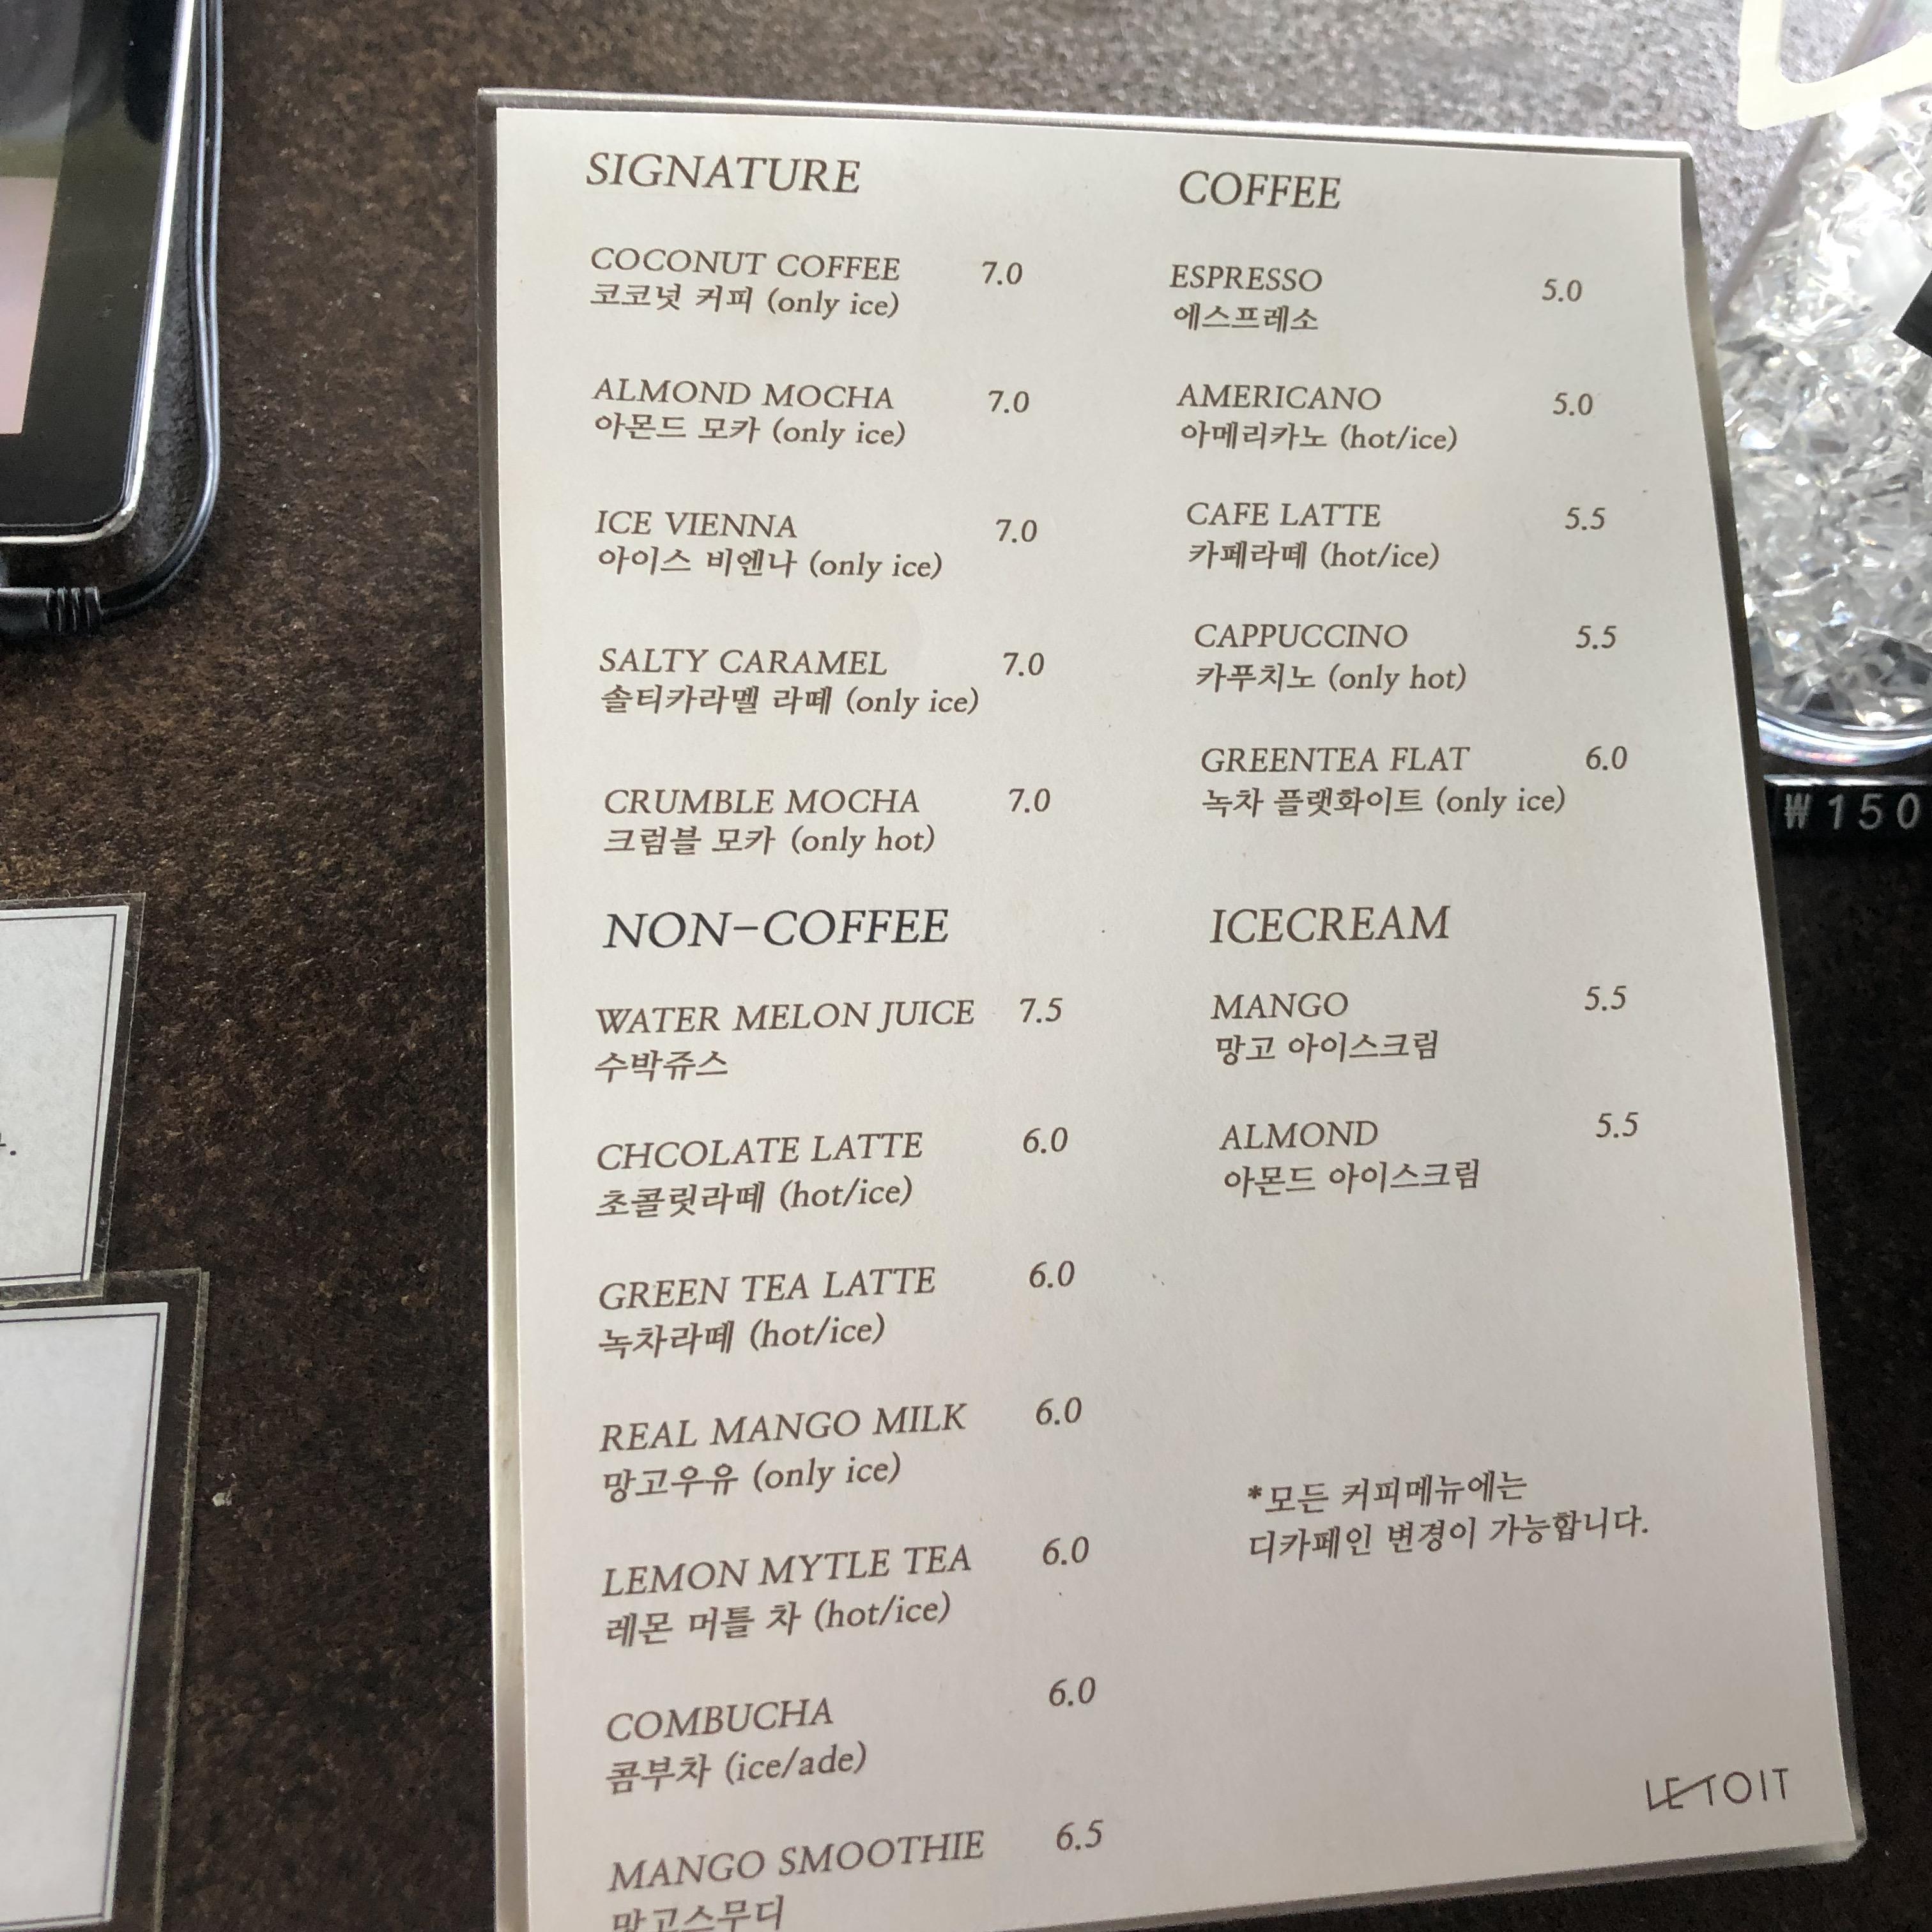 SIGNATURE
COCONUT COFFEE 7.0
코코넛 커피 (only ice)
ALMOND MOCHA 7.0
아몬드 모카 (only ice)
ICE VIENNA 7.0
아이스 비엔나 (only ice)
SALTY CARAMEL 7.0
솔티카라멜 라떼 (only ice)
CRUMBLE MOCHA 7.0
크럼블 모카 (only hot)
NON-COFFEE
WATER MELON JUICE 7.5
수박쥬스
CHCOLATE LATTE 6.0
초콜릿라떼 (hot/ice)
GREEN TEA LATTE 6.0
녹차라떼 (hot/ice)
REAL MANGO MILK 6.0
망고우유 (only ice)
LEMON MYTLE TEA 6.0
레몬 머틀 차 (hot/ice)
COMBUCHA 6.0
콤부차 (ice/ade)
MANGO SMOOTHIE 6.5
망고스무디
COFFEE
ESPRESSO 5.0
에스프레소
AMERICANO 5.0
아메리카노 (hot/ice)
CAFE LATTE 5.5
카페라떼 (hot/ice)
CAPPUCCINO 5.5
카푸치노 (only hot)
GREENTEA FLAT 6.0
녹차 플랫화이트 (only ice)
ICECREAM
MANGO 5.5
망고 아이스크림
ALMOND 5.5
아몬드 아이스크림
*모든 커피메뉴에는
디카페인 변경이 가능합니다.
LETOIT
₩150